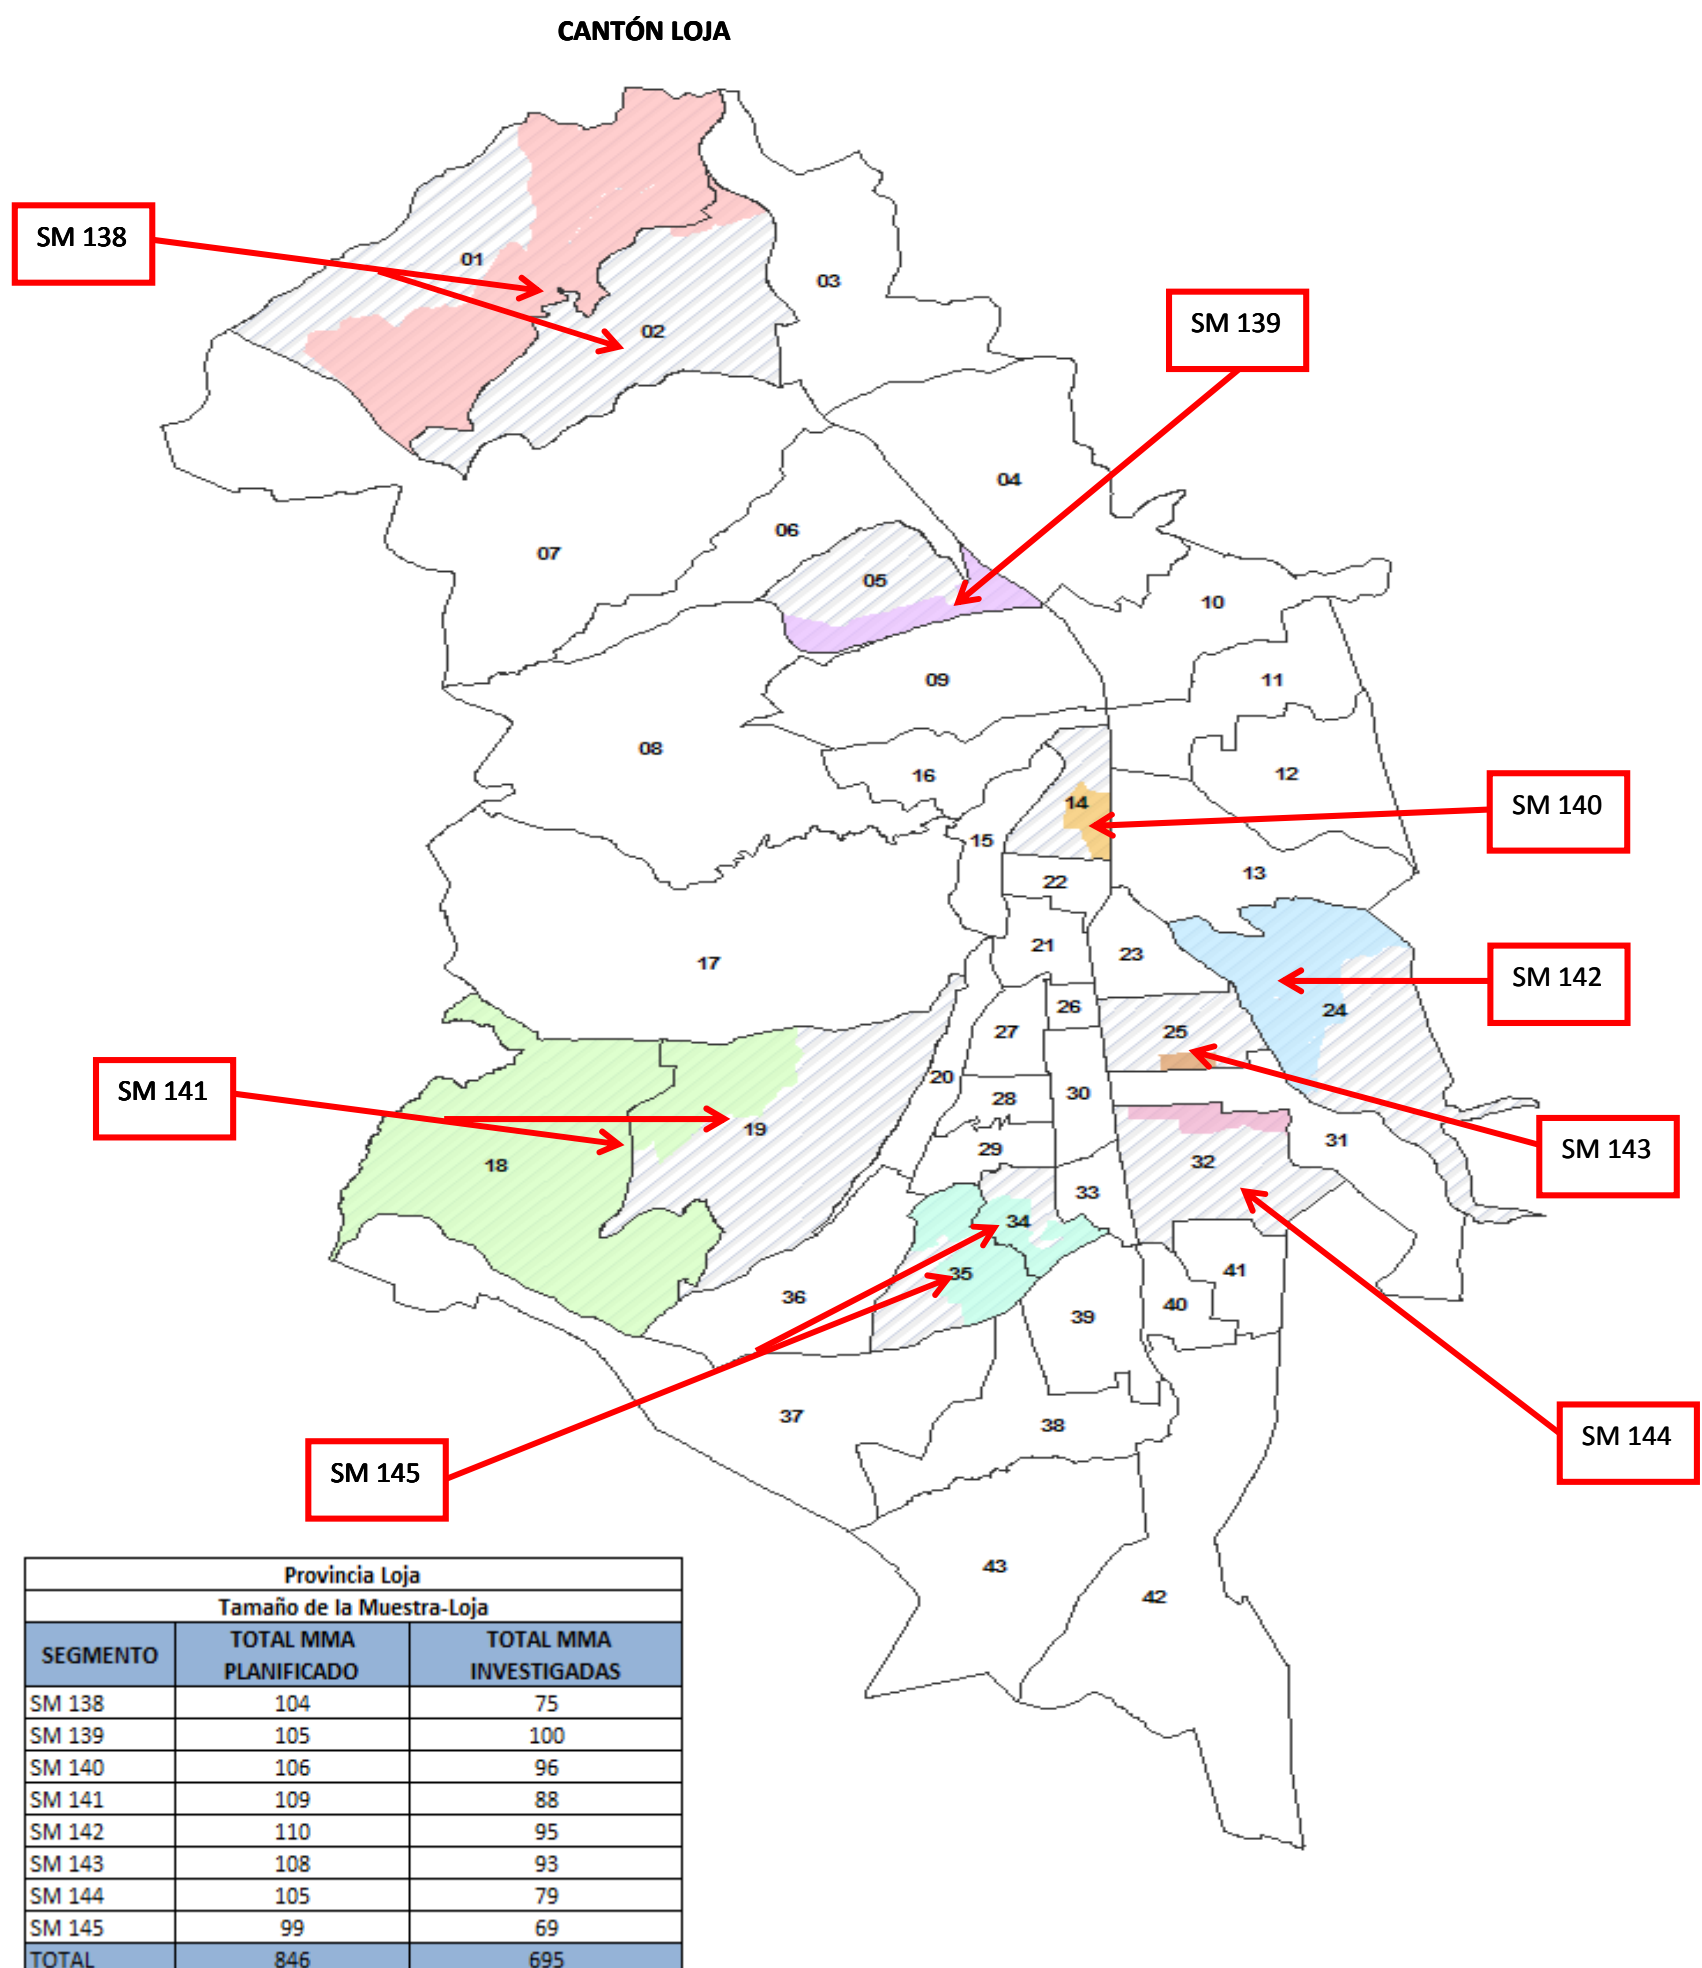 CANTÓN LOJA
SM 138
01
02
03
SM 139
04
06
05
07
10
11
09
08
16
12
14
SM 140
15
13
22
21
23
17
SM 142
26
24
27
25
20
SM 141
28
30
19
29
31
SM 143
18
32
33
34
35
41
36
40
39
37
38
SM 144
SM 145
43
42
Provincia Loja
Tamaño de la Muestra-Loja
SEGMENTO TOTAL MMA PLANIFICADO TOTAL MMA INVESTIGADAS
SM 138 104 75
SM 139 105 100
SM 140 106 96
SM 141 109 88
SM 142 110 95
SM 143 108 93
SM 144 105 79
SM 145 99 69
TOTAL 846 695